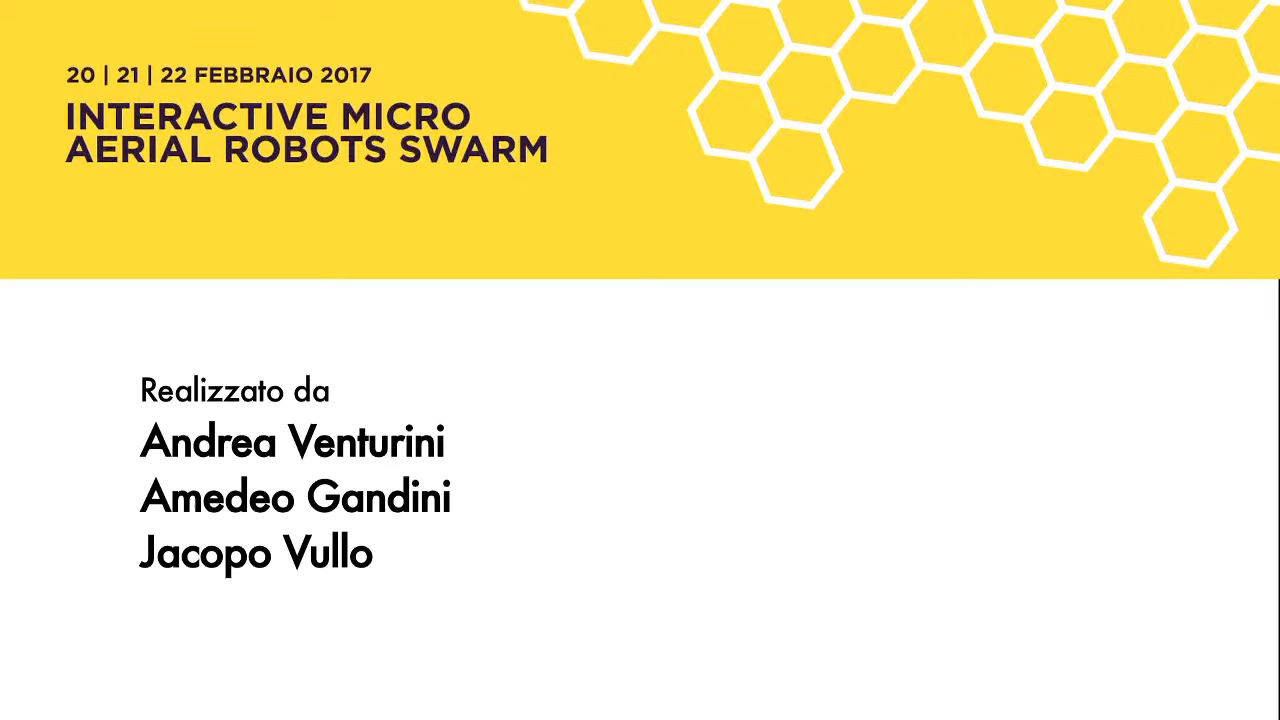 20 | 21 | 22 FEBBRAIO 2017
INTERACTIVE MICRO
AERIAL ROBOTS SWARM
Realizzato da
Andrea Venturini
Amedeo Gandini
Jacopo Vullo